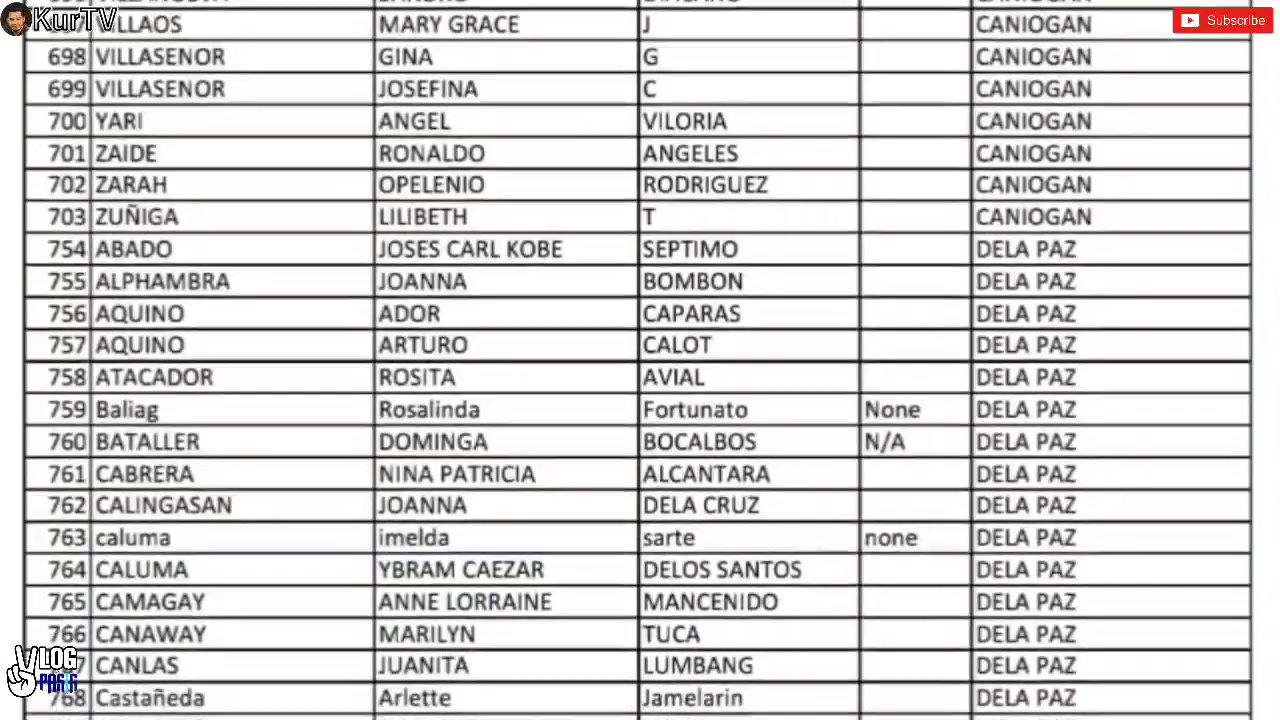 KurTV
Subscribe
VILLAOS MARY GRACE J CANIOGAN
698 VILLASENOR GINA G CANIOGAN
699 VILLASENOR JOSEFINA C CANIOGAN
700 YARI ANGEL VILORIA CANIOGAN
701 ZAIDE RONALDO ANGELES CANIOGAN
702 ZARAH OPELENIO RODRIGUEZ CANIOGAN
703 ZUÑIGA LILIBETH T CANIOGAN
754 ABADO JOSES CARL KOBE SEPTIMO DELA PAZ
755 ALPHAMBRA JOANNA BOMBON DELA PAZ
756 AQUINO ADOR CAPARAS DELA PAZ
757 AQUINO ARTURO CALOT DELA PAZ
758 ATACADOR ROSITA AVIAL DELA PAZ
759 Baliag Rosalinda Fortunato None DELA PAZ
760 BATALLER DOMINGA BOCALBOS N/A DELA PAZ
761 CABRERA NINA PATRICIA ALCANTARA DELA PAZ
762 CALINGASAN JOANNA DELA CRUZ DELA PAZ
763 caluma imelda sarte none DELA PAZ
764 CALUMA YBRAM CAEZAR DELOS SANTOS DELA PAZ
765 CAMAGAY ANNE LORRAINE MANCENIDO DELA PAZ
766 CANAWAY MARILYN TUCA DELA PAZ
CANLAS JUANITA LUMBANG DELA PAZ
768 Castañeda Arlette Jamelarin DELA PAZ
VLOG